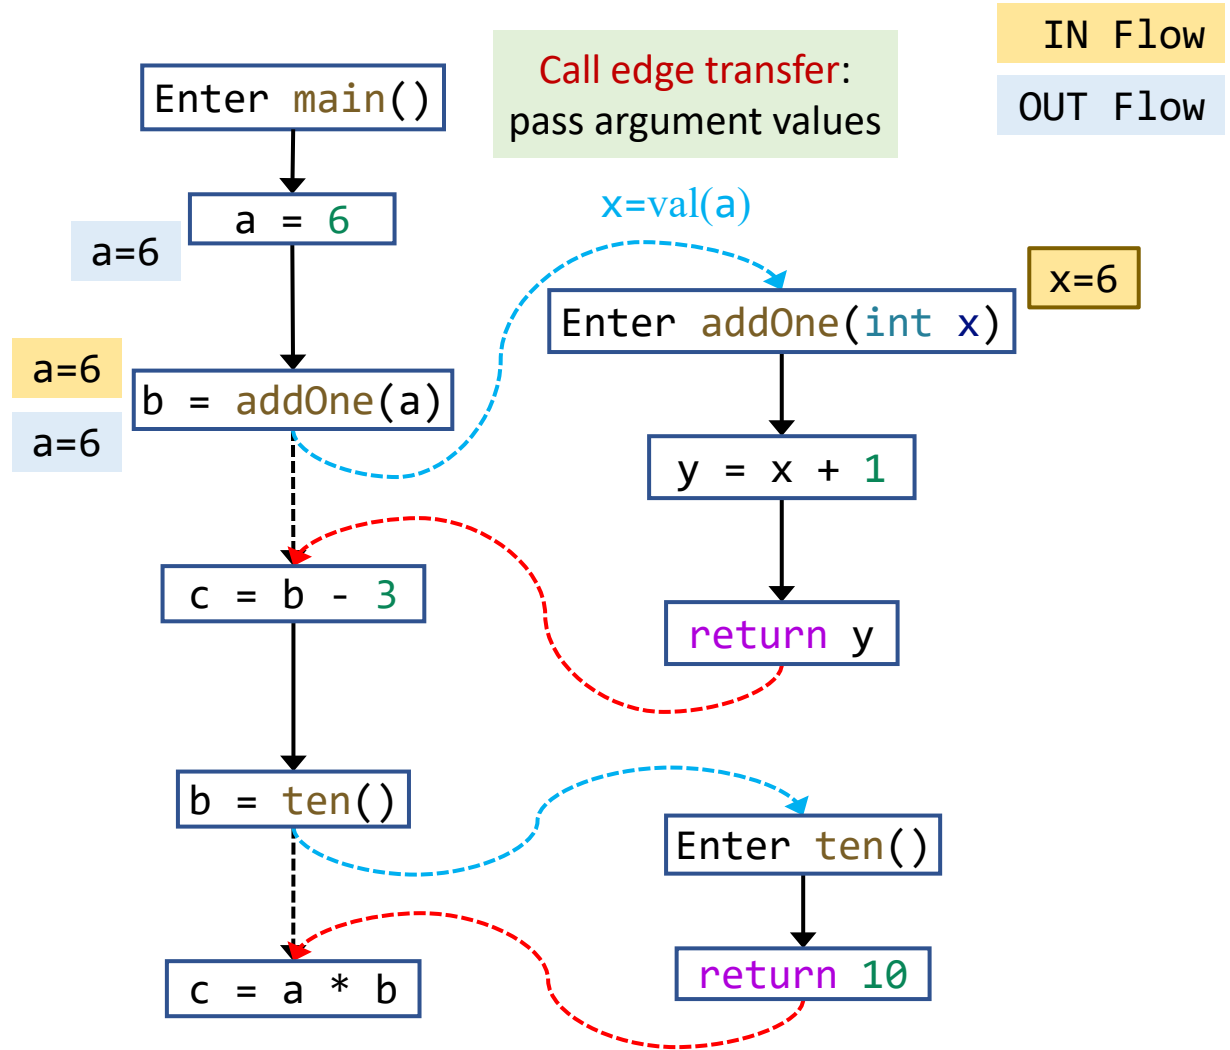 IN Flow
OUT Flow
Call edge transfer:
pass argument values
Enter main()
a = 6
a=6
x=val(a)
x=6
Enter addOne(int x)
a=6
b = addOne(a)
a=6
y = x + 1
c = b - 3
return y
b = ten()
Enter ten()
return 10
c = a * b